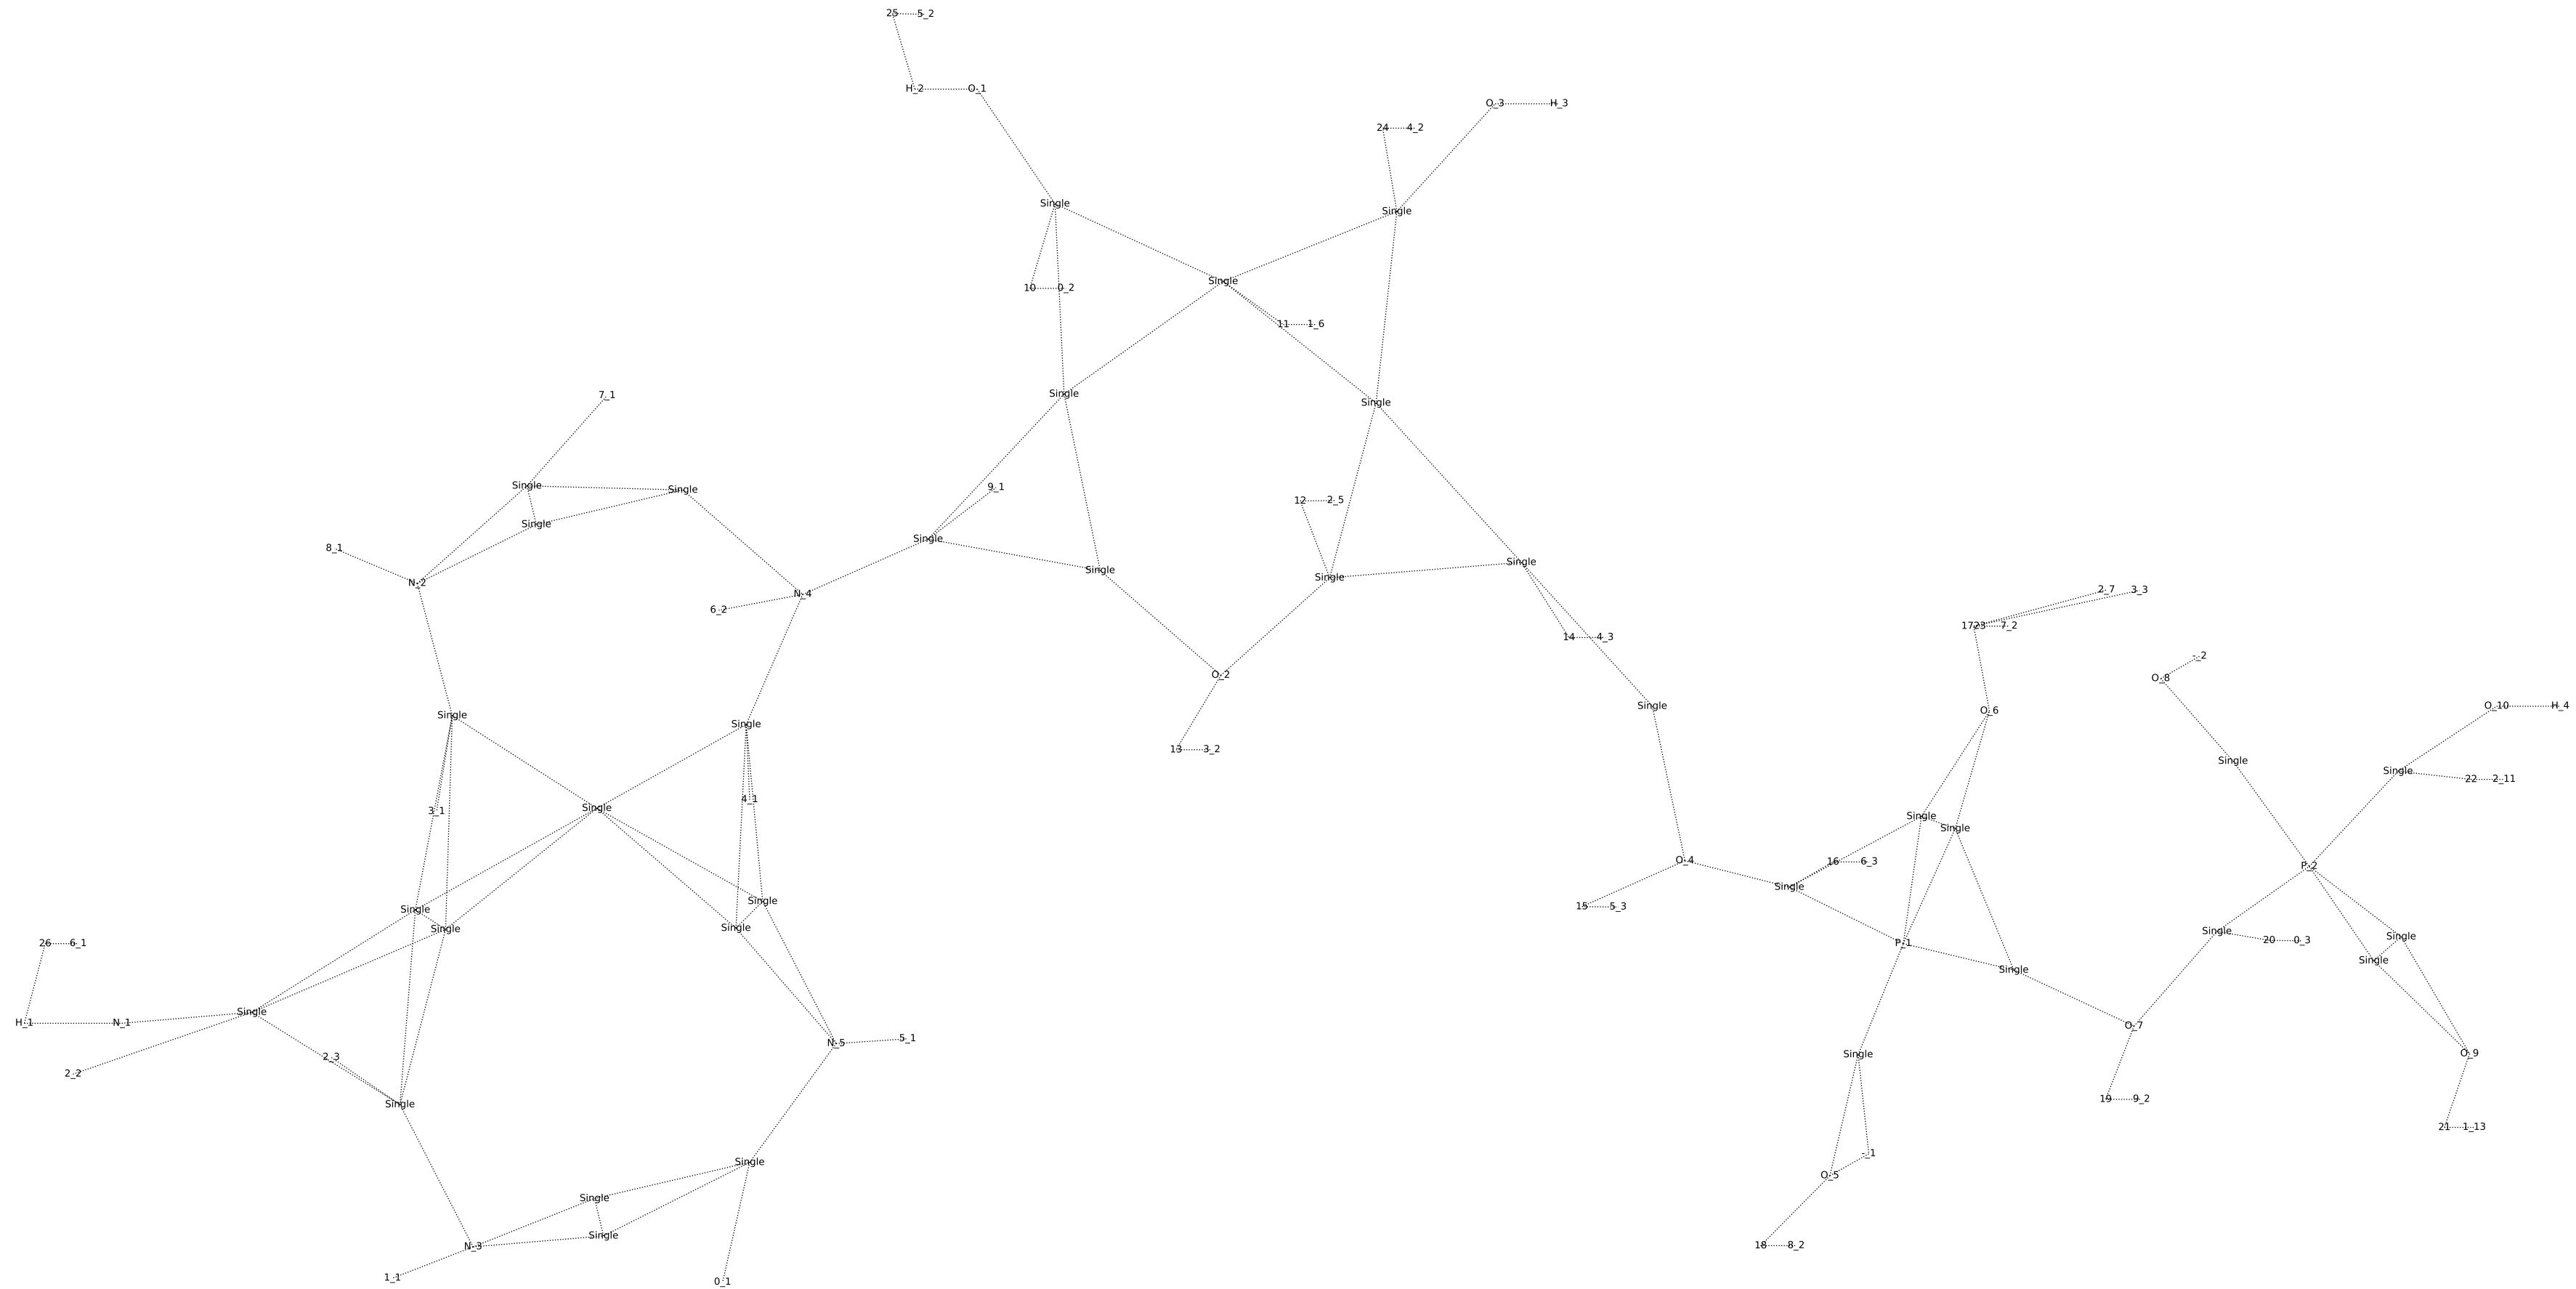 25 5_2
H_2 O_1
O_3 H_3
24 4_2
Single
Single
Single
10 0_2
11 1_6
Single
7_1
Single
Single
Single
9_1
12 2_5
Single
Single
8_1
Single
Single
Single
N_2
2_7 3_3
N_4
6_2
1723 7_2
14 4_3
-_2
O_2
O_8
Single
O_10 H_4
O_6
Single
Single
13 3_2
Single
Single
22 2_11
4_1
Single
3_1
Single
Single
O_4
16 6_3
P_2
Single
Single
15 5_3
Single
Single
Single
Single
Single
20 0_3
26 6_1
P_1
Single
Single
Single
H_1 N_1
O_7
5_1
N_5
O_9
Single
2_3
2_2
19 9_2
Single
21 1_13
-_1
Single
O_5
Single
Single
N_3
18 8_2
1_1
0_1